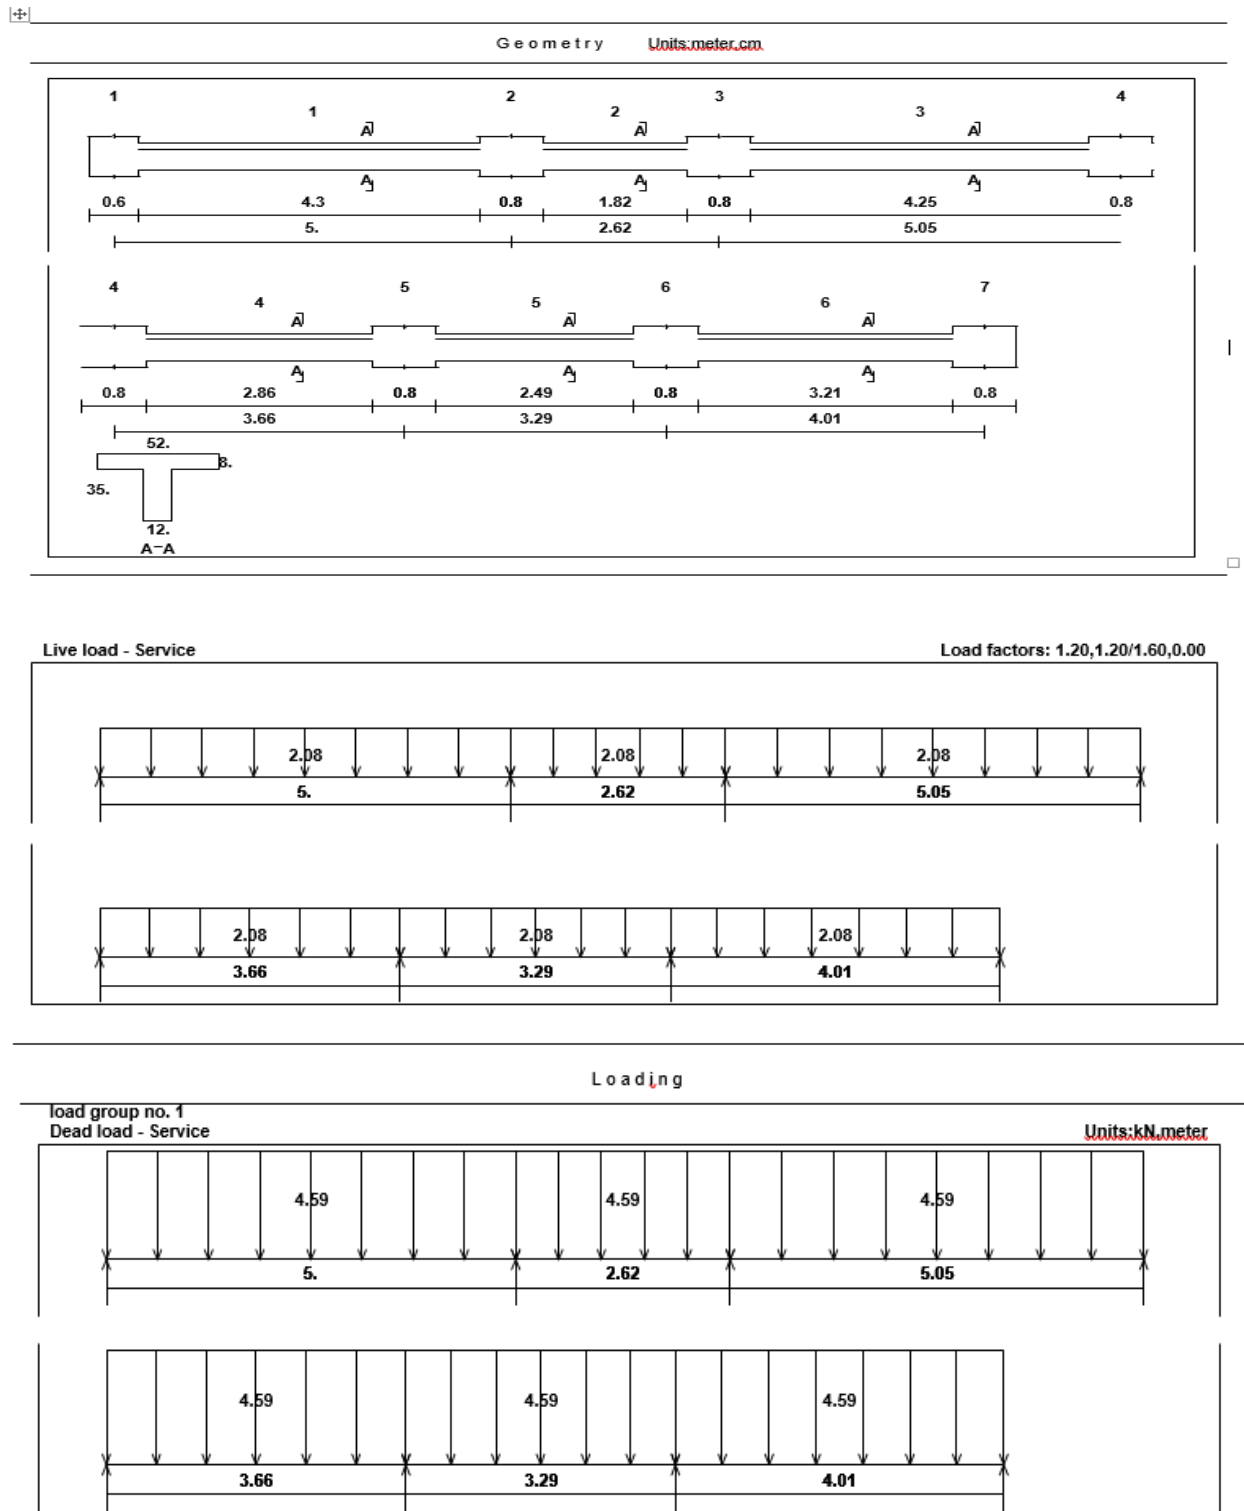 Geometry Units:meter,cm
1 2 3 4
1 2 3
A A A
A A A
0.6 4.3 0.8 1.82 0.8 4.25 0.8
5. 2.62 5.05
4 5 6 7
4 5 6
A A A
A A A
0.8 2.86 0.8 2.49 0.8 3.21 0.8
3.66 3.29 4.01
52.
8.
35.
12.
A-A
Live load - Service Load factors: 1.20,1.20/1.60,0.00
2.08 2.08 2.08
5. 2.62 5.05
2.08 2.08 2.08
3.66 3.29 4.01
Loading
load group no. 1
Dead load - Service Units:kN,meter
4.59 4.59 4.59
5. 2.62 5.05
4.59 4.59 4.59
3.66 3.29 4.01